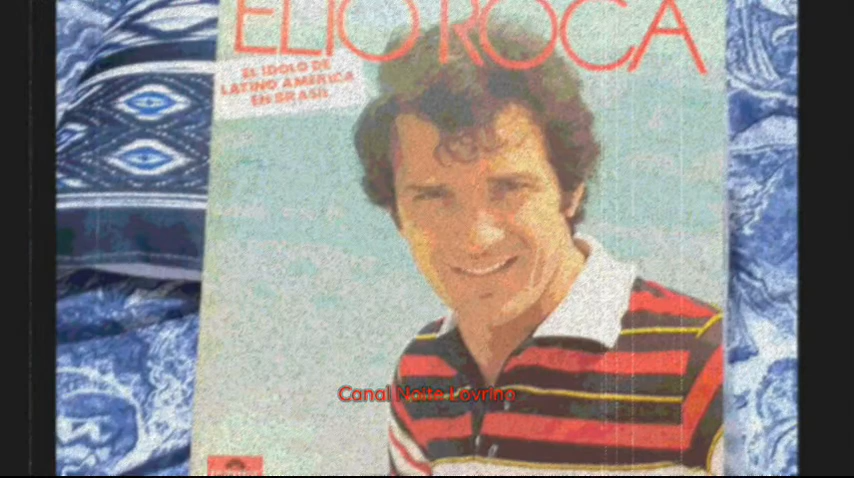 ELIO ROCA
EL IDOLO DE
LATINO AMERICA
EN BRASIL
Canal Naite Lovrino